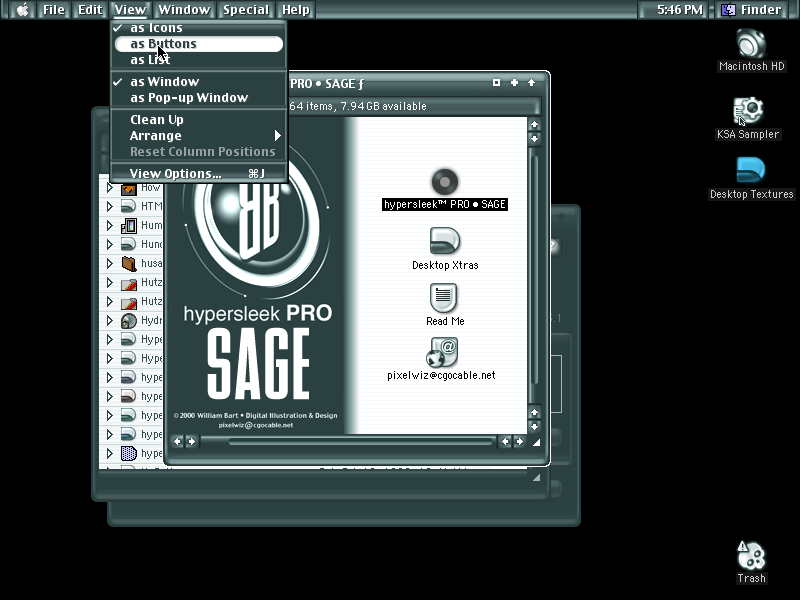 File Edit View Window Special Help 5:46 PM Finder
as Icons
as Buttons
as List
as Window
as Pop-up Window
Clean Up
Arrange
Reset Column Positions
View Options... ⌘J
PRO • SAGE ƒ
64 items, 7.94 GB available
Macintosh HD
KSA Sampler
Desktop Textures
How
HTM
Hum
Hund
husa
Hutz
Hutz
Hydr
Hype
hype
hype
hype
hype
hype
hype
hypersleek PRO
SAGE
©2000 William Bart • Digital Illustration & Design
pixelwiz@cgocable.net
hypersleek™ PRO • SAGE
Desktop Xtras
Read Me
pixelwiz@cgocable.net
Trash